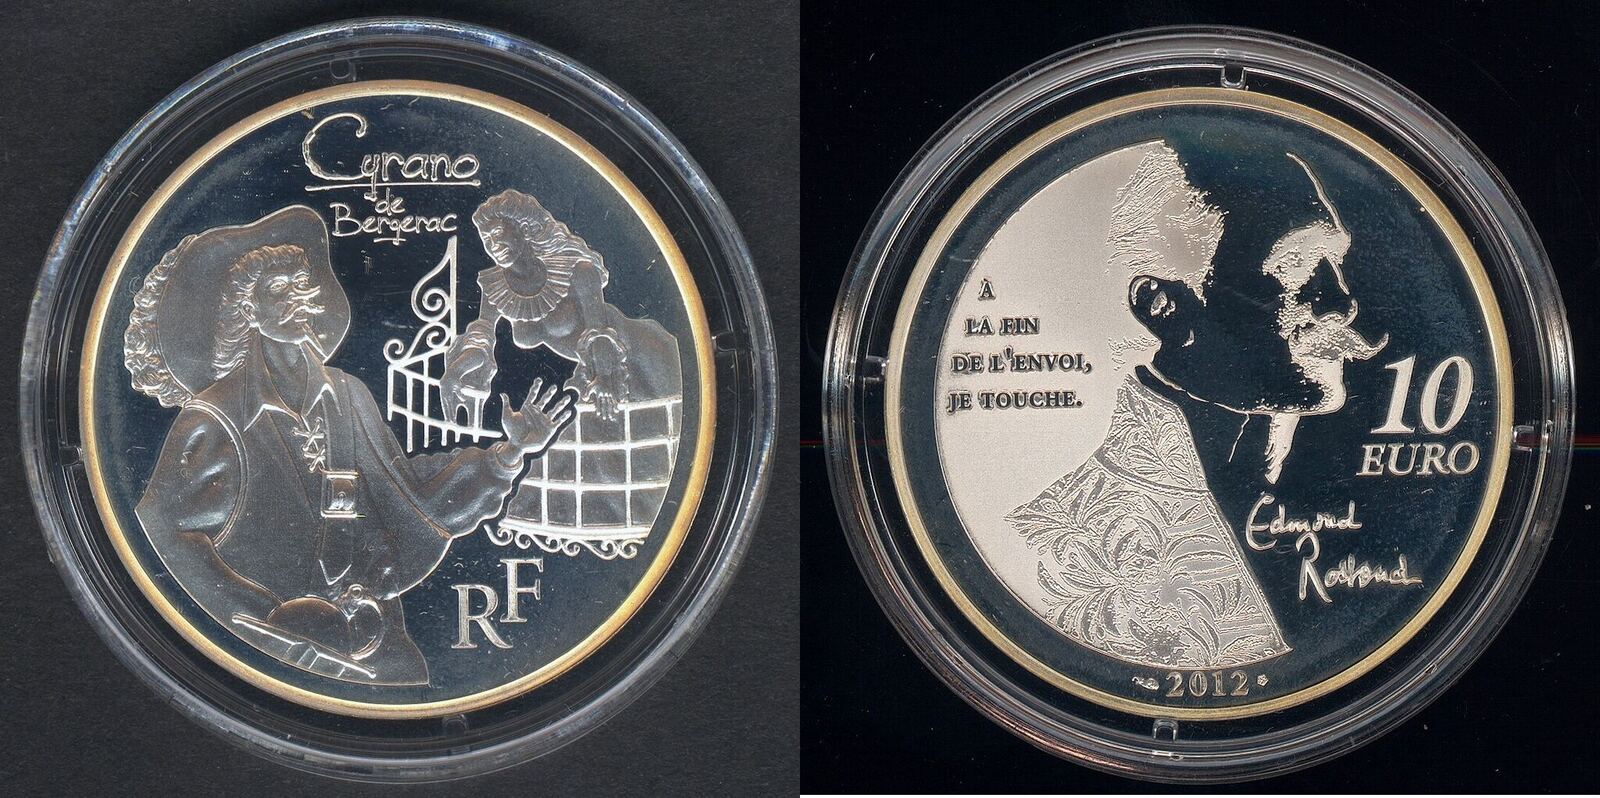 Cyrano
de
Bergerac
RF
À
LA FIN
DE L'ENVOI,
JE TOUCHE.
10
EURO
Edmond
Rostand
2012